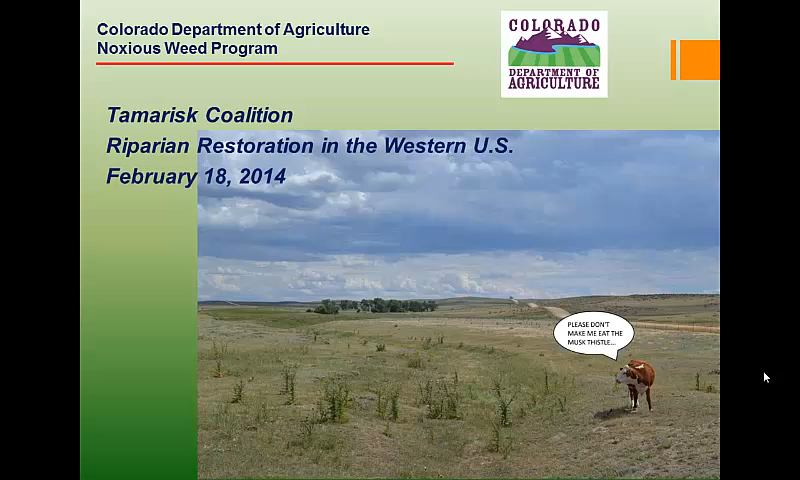 Colorado Department of Agriculture
Noxious Weed Program
COLORADO
DEPARTMENT OF
AGRICULTURE
Tamarisk Coalition
Riparian Restoration in the Western U.S.
February 18, 2014
PLEASE DON'T
MAKE ME EAT THE
MUSK THISTLE...